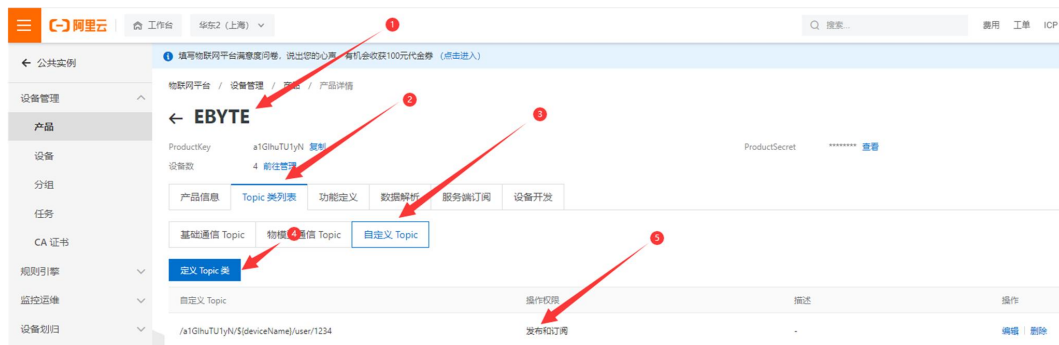 阿里云 工作台 华东2（上海） 1 搜索... 费用 工单 ICP
公共实例 填写物联网平台满意度问卷，说出您的心声，有机会收获100元代金券 （点击进入）
设备管理 物联网平台 / 设备管理 / 产品 / 产品详情
产品 EBYTE 2 3
设备 ProductKey a1GlhuTU1yN 复制 ProductSecret ******** 查看
设备数 4 前往管理
分组 产品信息 Topic 类列表 功能定义 数据解析 服务端订阅 设备开发
任务
CA 证书 基础通信 Topic 物模型通信 Topic 自定义 Topic 4 5
规则引擎 定义 Topic 类
监控运维 自定义 Topic 操作权限 描述 操作
设备划归 /a1GlhuTU1yN/${deviceName}/user/1234 发布和订阅 - 编辑 删除